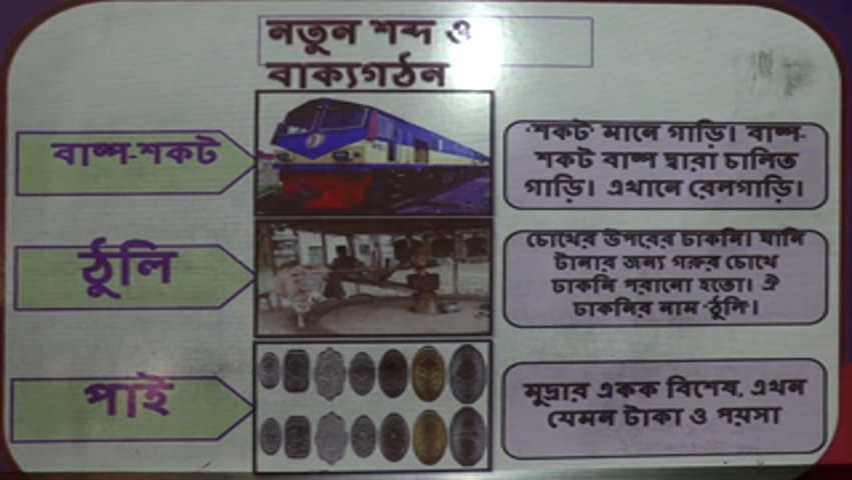 নতুন শব্দ ও
বাক্যগঠন
বাষ্প-শকট
'শকট' মানে গাড়ি। বাষ্প-
শকট বাষ্প দ্বারা চালিত
গাড়ি। এখানে রেলগাড়ি।
ঠুলি
চোখের উপরের ঢাকনি। ঘানি
টানার জন্য গরুর চোখে
ঢাকনি পরানো হতো। ঐ
ঢাকনির নাম 'ঠুলি'।
পাই
মুদ্রার একক বিশেষ, এখন
যেমন টাকা ও পয়সা